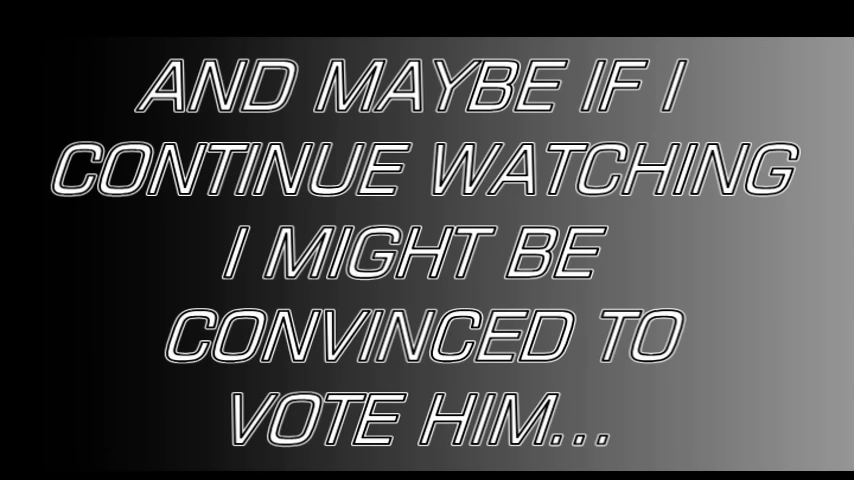 AND MAYBE IF I
CONTINUE WATCHING
I MIGHT BE
CONVINCED TO
VOTE HIM...